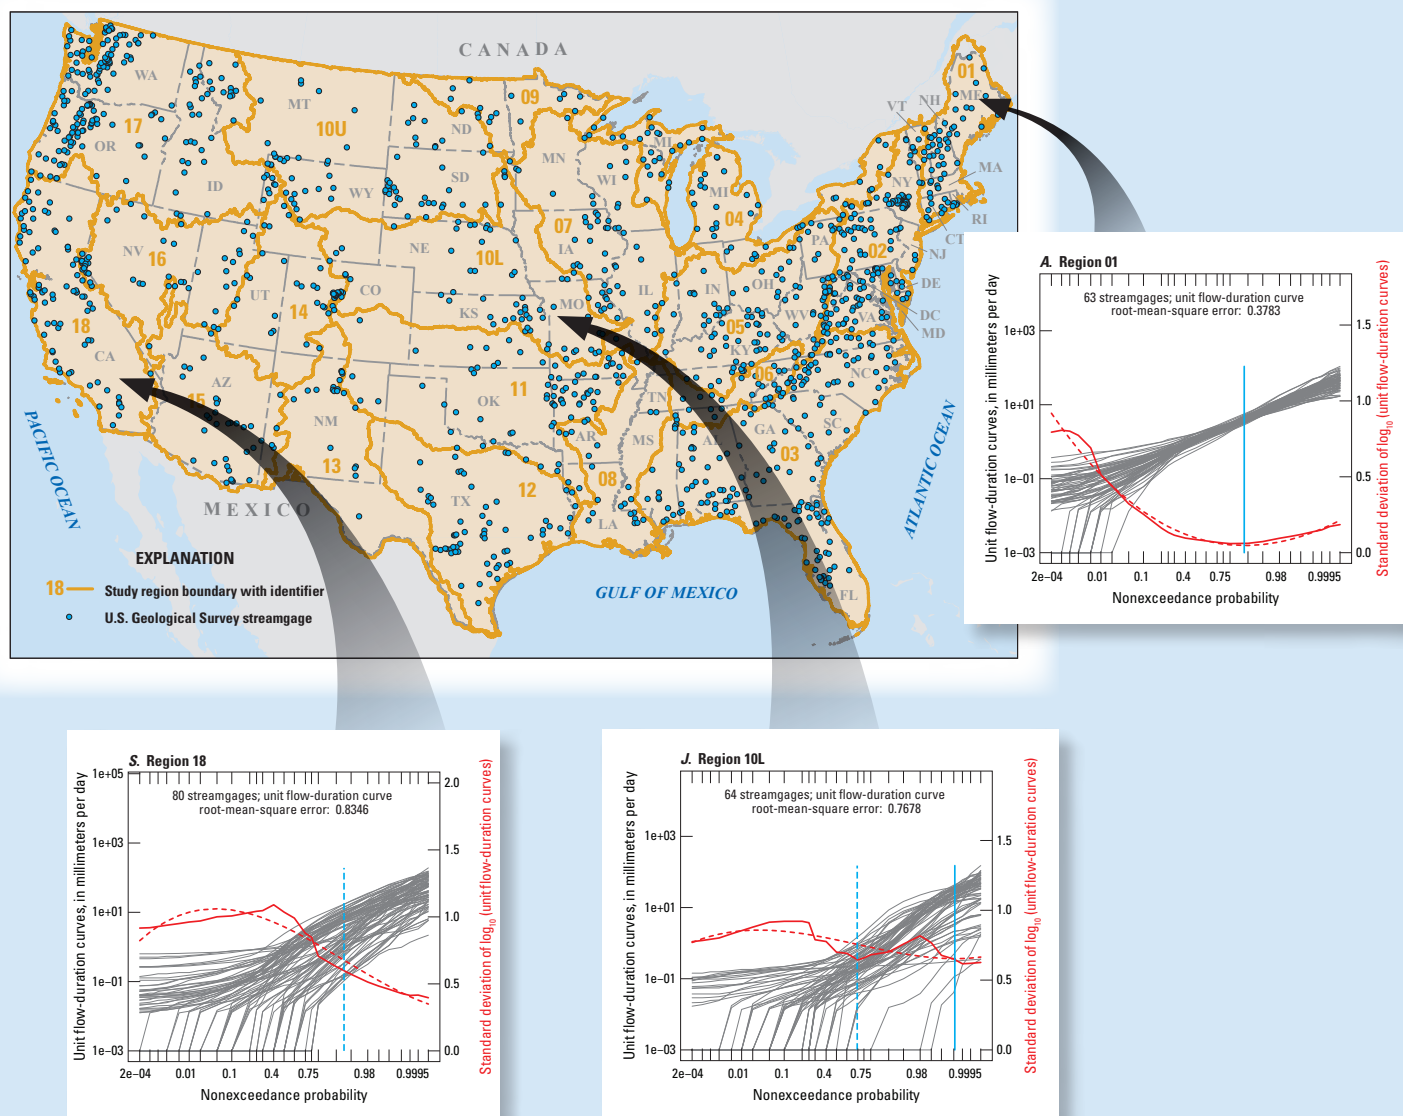 CANADA
WA
MT
ND
OR
ID
WY
SD
MN
WI
MI
MI
NV
UT
CO
NE
KS
IA
MO
IL
IN
OH
WV
PA
NY
VT
NH
ME
MA
RI
CT
NJ
DE
DC
MD
VA
KY
NC
TN
SC
GA
AL
MS
AR
LA
OK
TX
NM
AZ
CA
FL
01
02
03
04
05
06
07
08
09
10U
10L
11
12
13
14
15
16
17
18
PACIFIC OCEAN
ATLANTIC OCEAN
GULF OF MEXICO
MEXICO
EXPLANATION
18 Study region boundary with identifier
U.S. Geological Survey streamgage
A. Region 01
63 streamgages; unit flow-duration curve
root-mean-square error: 0.3783
Unit flow-duration curves, in millimeters per day
1e+03
1e+01
1e–01
1e–03
1.5
1.0
0.5
0.0
Standard deviation of log10 (unit flow-duration curves)
2e–04 0.01 0.1 0.4 0.75 0.98 0.9995
Nonexceedance probability
S. Region 18
80 streamgages; unit flow-duration curve
root-mean-square error: 0.8346
Unit flow-duration curves, in millimeters per day
1e+05
1e+03
1e+01
1e–01
1e–03
2.0
1.5
1.0
0.5
0.0
Standard deviation of log10 (unit flow-duration curves)
2e–04 0.01 0.1 0.4 0.75 0.98 0.9995
Nonexceedance probability
J. Region 10L
64 streamgages; unit flow-duration curve
root-mean-square error: 0.7678
Unit flow-duration curves, in millimeters per day
1e+03
1e+01
1e–01
1e–03
1.5
1.0
0.5
0.0
Standard deviation of log10 (unit flow-duration curves)
2e–04 0.01 0.1 0.4 0.75 0.98 0.9995
Nonexceedance probability